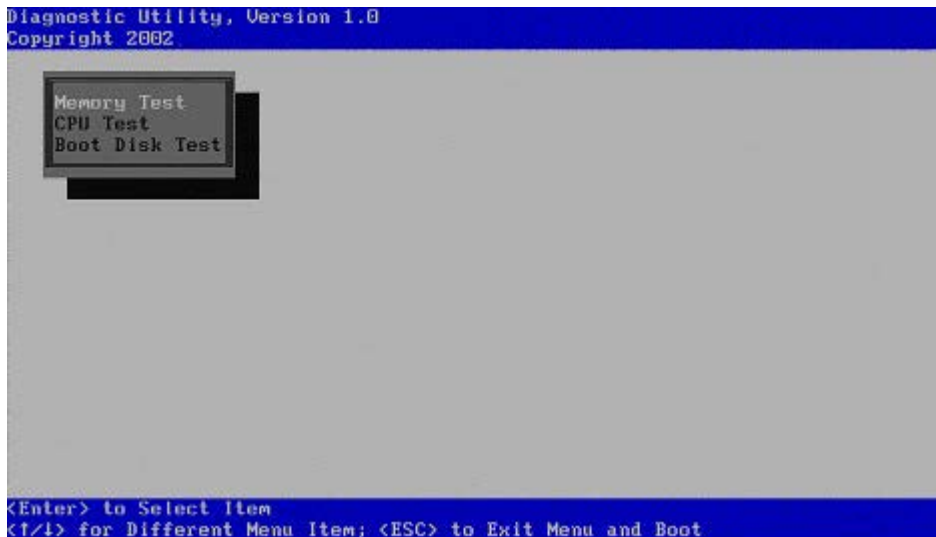 Diagnostic Utility, Version 1.0
Copyright 2002
Memory Test
CPU Test
Boot Disk Test
<Enter> to Select Item
<↑/↓> for Different Menu Item; <ESC> to Exit Menu and Boot